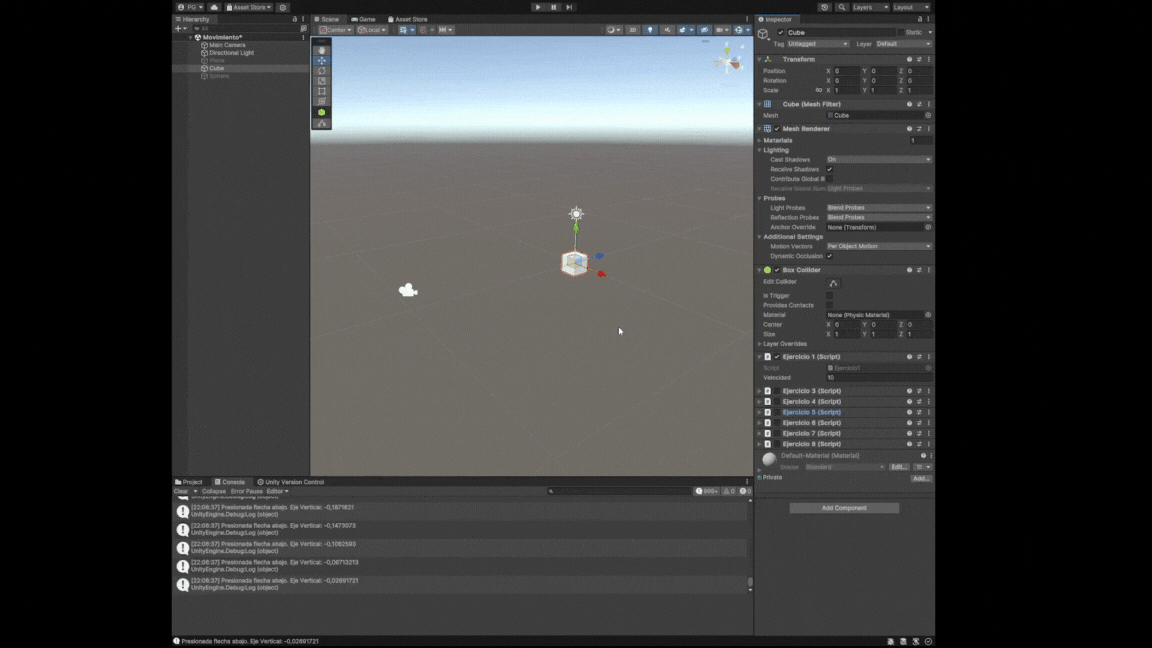 PG Asset Store Layers Layout
Hierarchy
All
Movimiento*
Main Camera
Directional Light
Plane
Cube
Sphere
Scene Game Asset Store
Center Local 2D
Inspector
Cube Static
Tag Untagged Layer Default
Transform
Position X 0 Y 0 Z 0
Rotation X 0 Y 0 Z 0
Scale X 1 Y 1 Z 1
Cube (Mesh Filter)
Mesh Cube
Mesh Renderer
Materials 1
Lighting
Cast Shadows On
Receive Shadows
Contribute Global Ill
Receive Global Illum Light Probes
Probes
Light Probes Blend Probes
Reflection Probes Blend Probes
Anchor Override None (Transform)
Additional Settings
Motion Vectors Per Object Motion
Dynamic Occlusion
Box Collider
Edit Collider
Is Trigger
Provides Contacts
Material None (Physic Material)
Center X 0 Y 0 Z 0
Size X 1 Y 1 Z 1
Layer Overrides
Ejercicio 1 (Script)
Script Ejercicio1
Velocidad 10
Ejercicio 3 (Script)
Ejercicio 4 (Script)
Ejercicio 5 (Script)
Ejercicio 6 (Script)
Ejercicio 7 (Script)
Ejercicio 8 (Script)
Default-Material (Material)
Shader Standard Edit...
Private Add...
Add Component
Project Console Unity Version Control
Clear Collapse Error Pause Editor 999+ 0 0
UnityEngine.Debug:Log (object)
[22:08:37] Presionada flecha abajo. Eje Vertical: -0,1871821
UnityEngine.Debug:Log (object)
[22:08:37] Presionada flecha abajo. Eje Vertical: -0,1473073
UnityEngine.Debug:Log (object)
[22:08:37] Presionada flecha abajo. Eje Vertical: -0,1062593
UnityEngine.Debug:Log (object)
[22:08:37] Presionada flecha abajo. Eje Vertical: -0,06713213
UnityEngine.Debug:Log (object)
[22:08:37] Presionada flecha abajo. Eje Vertical: -0,02691721
UnityEngine.Debug:Log (object)
Presionada flecha abajo. Eje Vertical: -0,02691721